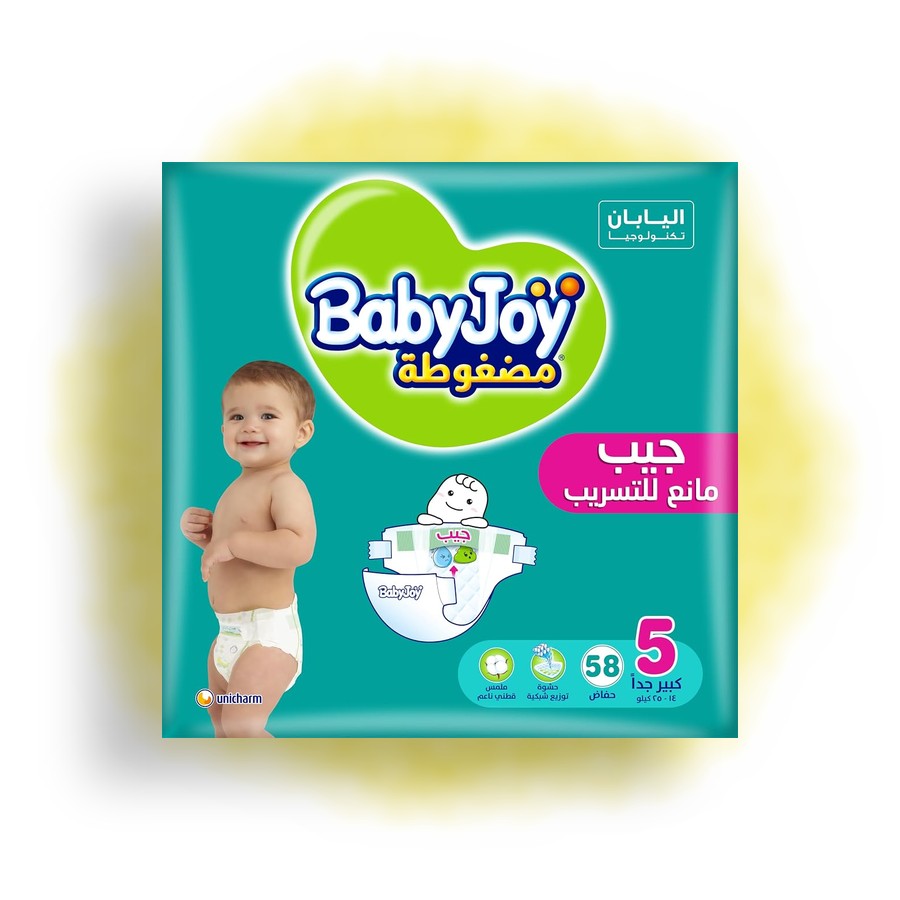 اليابان
تكنولوجيا
BabyJoy
مضغوطة
®
جيب
مانع للتسريب
جيب
BabyJoy
5
كبير جداً
١٤ - ٢٥ كيلو
58
حفاض
حشوة
توزيع شبكية
ملمس
قطني ناعم
unicharm